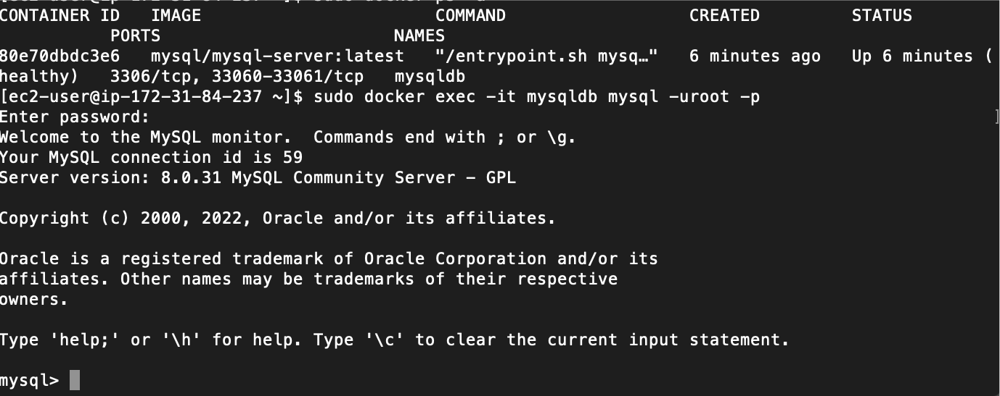 CONTAINER ID   IMAGE                       COMMAND                  CREATED         STATUS
           PORTS                       NAMES
80e70dbdc3e6   mysql/mysql-server:latest   "/entrypoint.sh mysq…"   6 minutes ago   Up 6 minutes (
healthy)   3306/tcp, 33060-33061/tcp   mysqldb
[ec2-user@ip-172-31-84-237 ~]$ sudo docker exec -it mysqldb mysql -uroot -p
Enter password:                                                                                    ]
Welcome to the MySQL monitor.  Commands end with ; or \g.
Your MySQL connection id is 59
Server version: 8.0.31 MySQL Community Server - GPL

Copyright (c) 2000, 2022, Oracle and/or its affiliates.

Oracle is a registered trademark of Oracle Corporation and/or its
affiliates. Other names may be trademarks of their respective
owners.

Type 'help;' or '\h' for help. Type '\c' to clear the current input statement.

mysql>